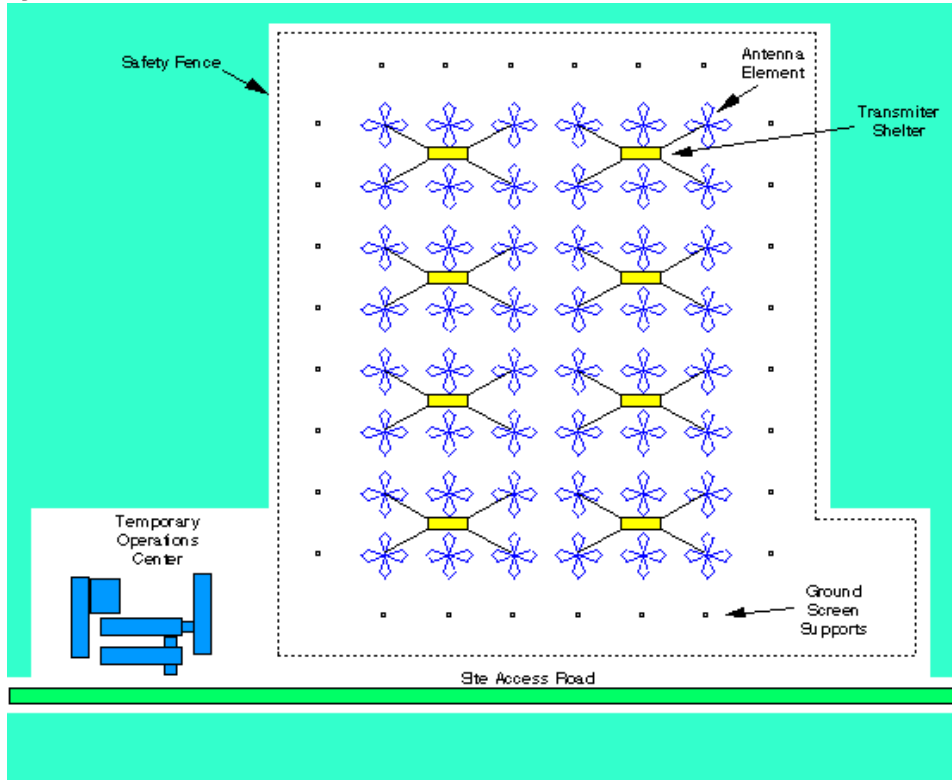 Safety Fence
Antenna
Element
Transmiter
Shelter
Temporary
Operations
Center
Ground
Screen
Supports
Site Access Road